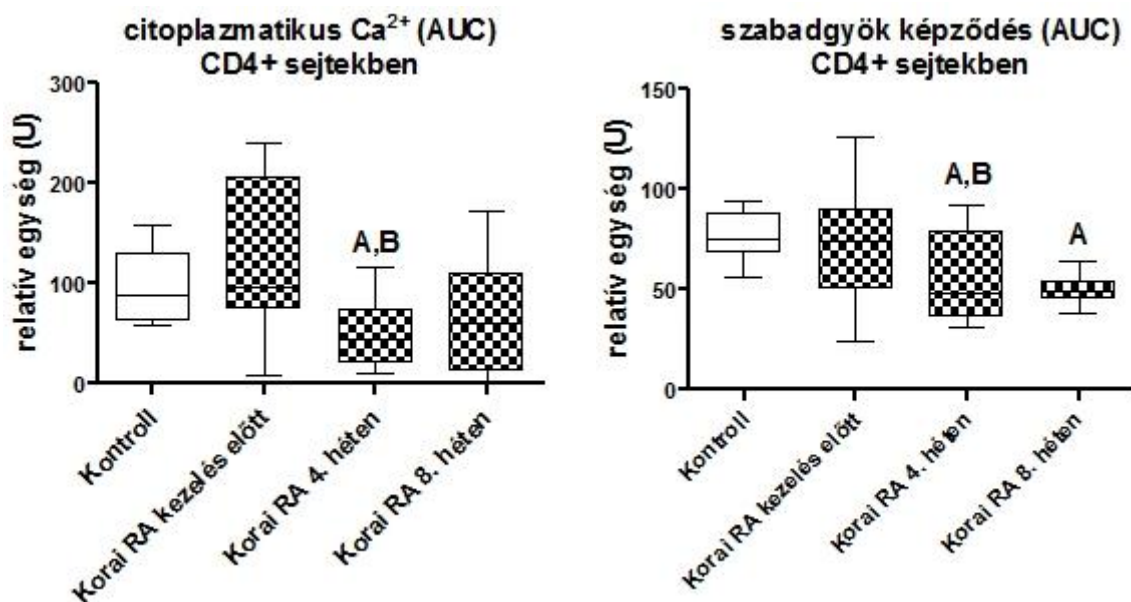 citoplazmatikus Ca²⁺ (AUC)
CD4+ sejtekben
relatív egység (U)
300
200
100
0
A,B
Kontroll
Korai RA kezelés előtt
Korai RA 4. héten
Korai RA 8. héten
szabadgyök képződés (AUC)
CD4+ sejtekben
relatív egység (U)
150
100
50
0
A,B
A
Kontroll
Korai RA kezelés előtt
Korai RA 4. héten
Korai RA 8. héten